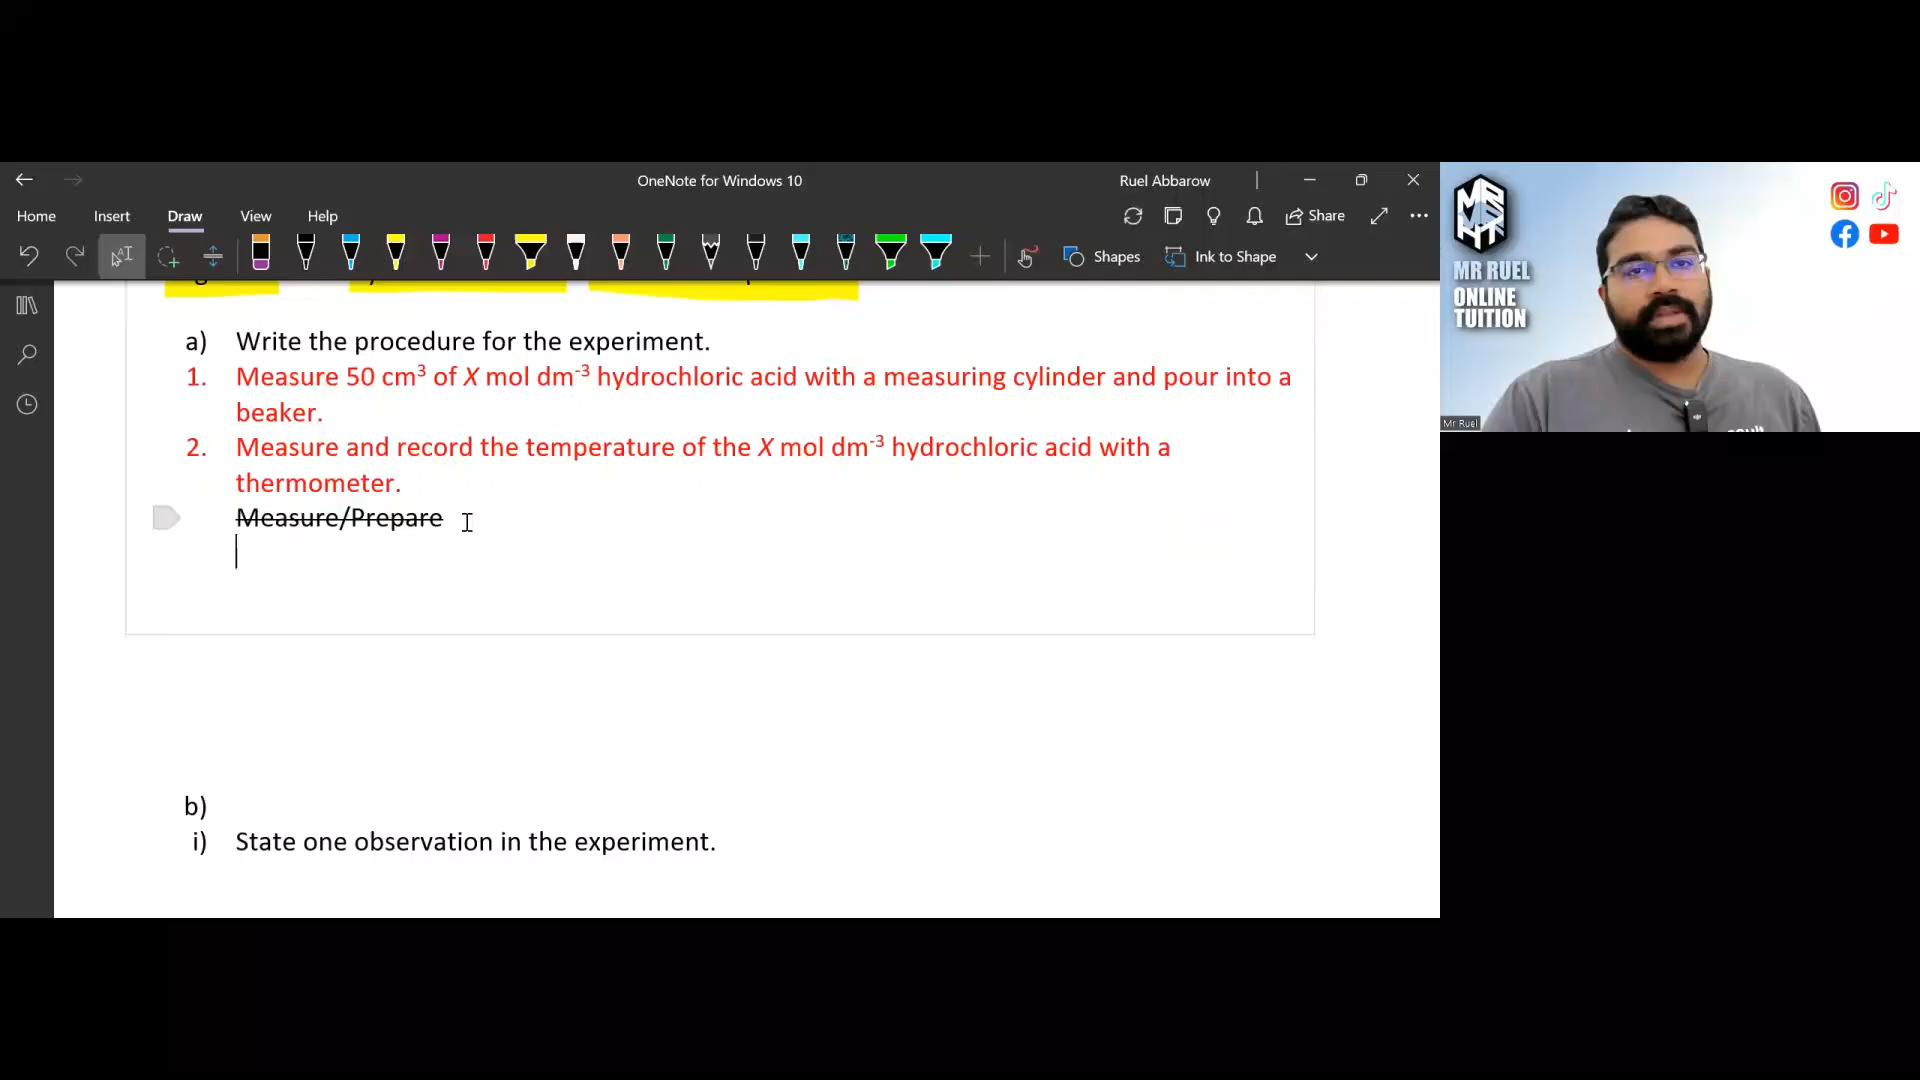 OneNote for Windows 10
Ruel Abbarow
Home Insert Draw View Help
Share
Shapes
Ink to Shape
a) Write the procedure for the experiment.
1. Measure 50 cm³ of X mol dm⁻³ hydrochloric acid with a measuring cylinder and pour into a
beaker.
2. Measure and record the temperature of the X mol dm⁻³ hydrochloric acid with a
thermometer.
Measure/Prepare
b)
i) State one observation in the experiment.
MR RUEL
ONLINE
TUITION
Mr Ruel